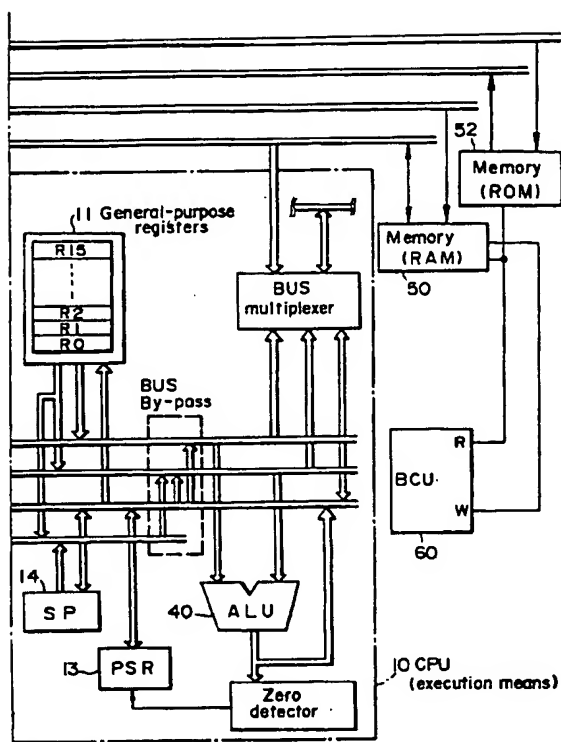 52
Memory
(ROM)
11 General-purpose
registers
R15
R2
R1
R0
Memory
(RAM)
50
BUS
multiplexer
BUS
By-pass
R
BCU
W
60
14
SP
40
ALU
13
PSR
10 CPU
(execution means)
Zero
detector